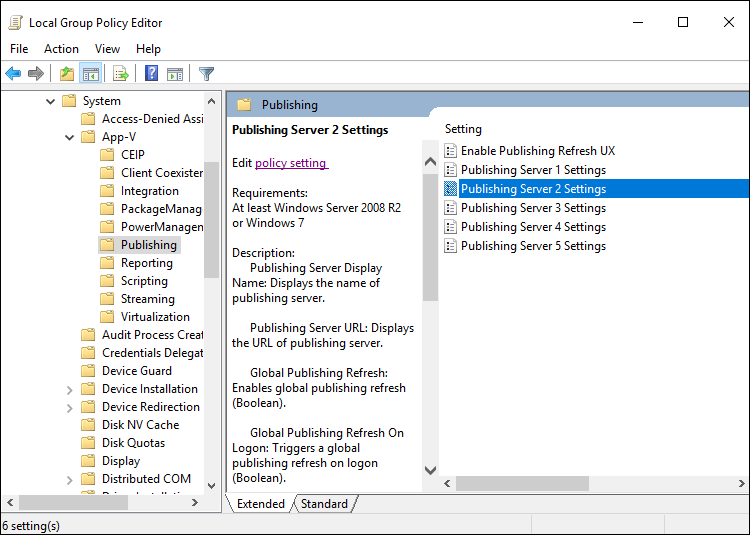 Local Group Policy Editor
File Action View Help
System
Access-Denied Assi
App-V
CEIP
Client Coexister
Integration
PackageManag
PowerManagen
Publishing
Reporting
Scripting
Streaming
Virtualization
Audit Process Creat
Credentials Delegat
Device Guard
Device Installation
Device Redirection
Disk NV Cache
Disk Quotas
Display
Distributed COM
Publishing
Publishing Server 2 Settings
Edit policy setting
Requirements:
At least Windows Server 2008 R2
or Windows 7
Description:
Publishing Server Display
Name: Displays the name of
publishing server.
Publishing Server URL: Displays
the URL of publishing server.
Global Publishing Refresh:
Enables global publishing refresh
(Boolean).
Global Publishing Refresh On
Logon: Triggers a global
publishing refresh on logon
(Boolean).
Setting
Enable Publishing Refresh UX
Publishing Server 1 Settings
Publishing Server 2 Settings
Publishing Server 3 Settings
Publishing Server 4 Settings
Publishing Server 5 Settings
Extended Standard
6 setting(s)